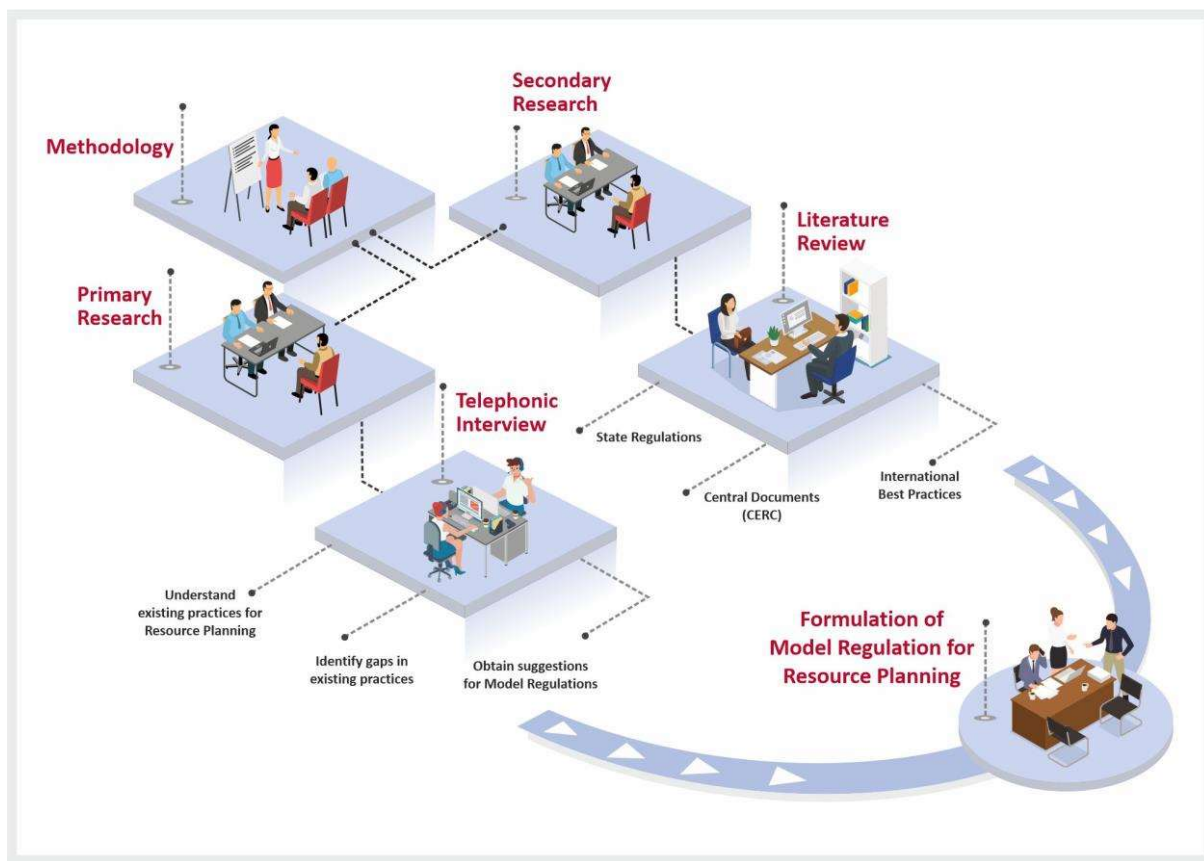 Methodology
Secondary
Research
Literature
Review
Primary
Research
Telephonic
Interview
State Regulations
Central Documents
(CERC)
International
Best Practices
Understand
existing practices for
Resource Planning
Identify gaps in
existing practices
Obtain suggestions
for Model Regulations
Formulation of
Model Regulation for
Resource Planning